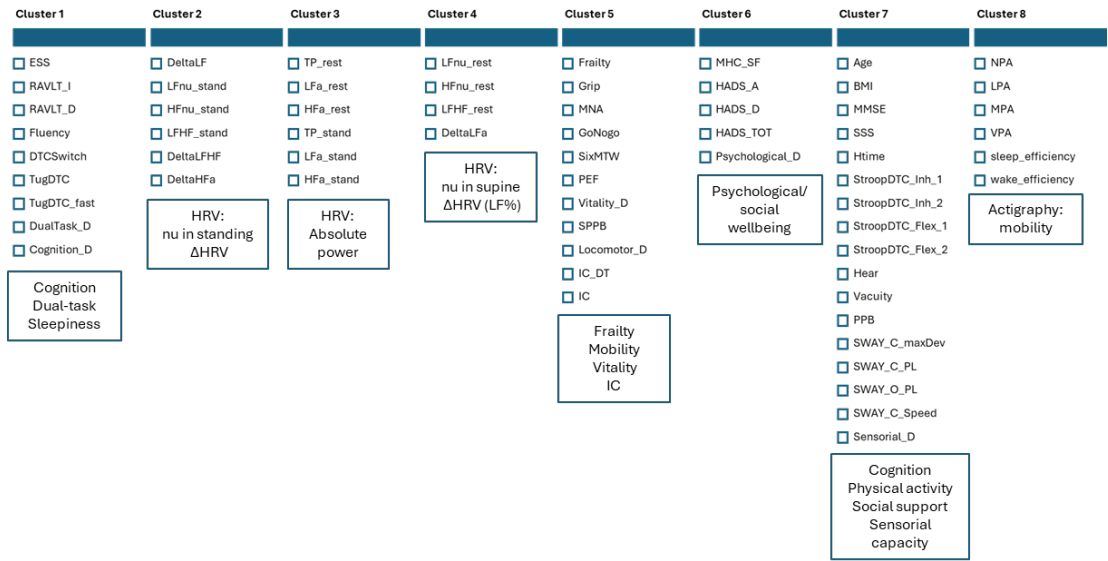 Cluster 1
ESS
RAVLT_I
RAVLT_D
Fluency
DTCSwitch
TugDTC
TugDTC_fast
DualTask_D
Cognition_D
Cognition
Dual-task
Sleepiness
Cluster 2
DeltaLF
LFnu_stand
HFnu_stand
LFHF_stand
DeltaLFHF
DeltaHFa
HRV:
nu in standing
ΔHRV
Cluster 3
TP_rest
LFa_rest
HFa_rest
TP_stand
LFa_stand
HFa_stand
HRV:
Absolute
power
Cluster 4
LFnu_rest
HFnu_rest
LFHF_rest
DeltaLFa
HRV:
nu in supine
ΔHRV (LF%)
Cluster 5
Frailty
Grip
MNA
GoNogo
SixMTW
PEF
Vitality_D
SPPB
Locomotor_D
IC_DT
IC
Frailty
Mobility
Vitality
IC
Cluster 6
MHC_SF
HADS_A
HADS_D
HADS_TOT
Psychological_D
Psychological/
social
wellbeing
Cluster 7
Age
BMI
MMSE
SSS
Htime
StroopDTC_Inh_1
StroopDTC_Inh_2
StroopDTC_Flex_1
StroopDTC_Flex_2
Hear
Vacuity
PPB
SWAY_C_maxDev
SWAY_C_PL
SWAY_O_PL
SWAY_C_Speed
Sensorial_D
Cognition
Physical activity
Social support
Sensorial
capacity
Cluster 8
NPA
LPA
MPA
VPA
sleep_efficiency
wake_efficiency
Actigraphy:
mobility